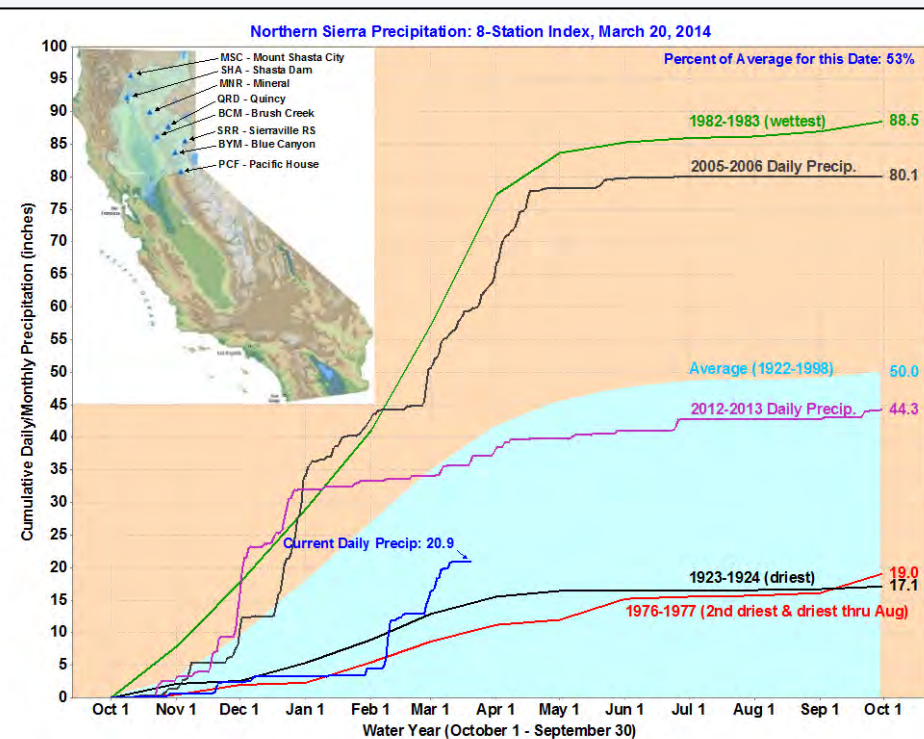 Northern Sierra Precipitation: 8-Station Index, March 20, 2014
Percent of Average for this Date: 53%
MSC - Mount Shasta City
SHA - Shasta Dam
MNR - Mineral
QRD - Quincy
BCM - Brush Creek
SRR - Sierraville RS
BYM - Blue Canyon
PCF - Pacific House
Cumulative Daily/Monthly Precipitation (inches)
100
95
90
85
80
75
70
65
60
55
50
45
40
35
30
25
20
15
10
5
0
1982-1983 (wettest)
88.5
2005-2006 Daily Precip.
80.1
Average (1922-1998)
50.0
2012-2013 Daily Precip.
44.3
Current Daily Precip: 20.9
1923-1924 (driest)
19.0
17.1
1976-1977 (2nd driest & driest thru Aug)
Oct 1 Nov 1 Dec 1 Jan 1 Feb 1 Mar 1 Apr 1 May 1 Jun 1 Jul 1 Aug 1 Sep 1 Oct 1
Water Year (October 1 - September 30)